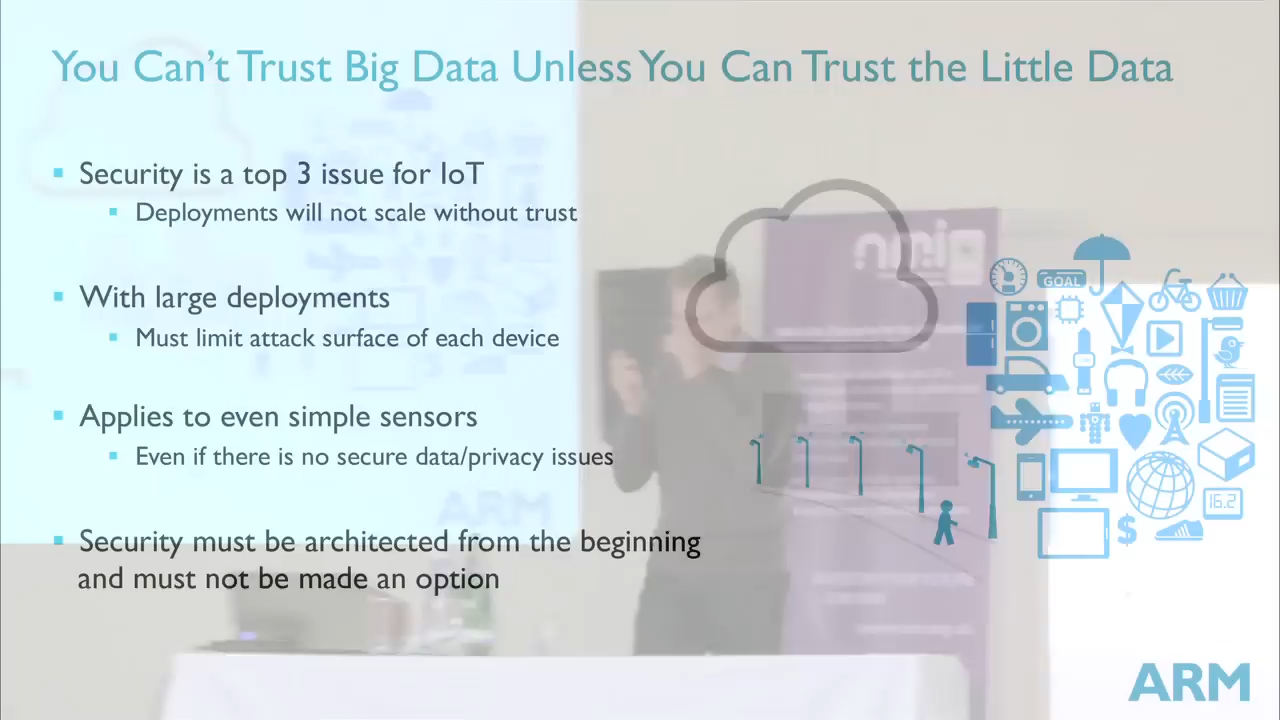 You Can't Trust Big Data Unless You Can Trust the Little Data
Security is a top 3 issue for IoT
Deployments will not scale without trust
With large deployments
Must limit attack surface of each device
Applies to even simple sensors
Even if there is no secure data/privacy issues
Security must be architected from the beginning
and must not be made an option
nmi
GOAL
16.2
ARM
ARM